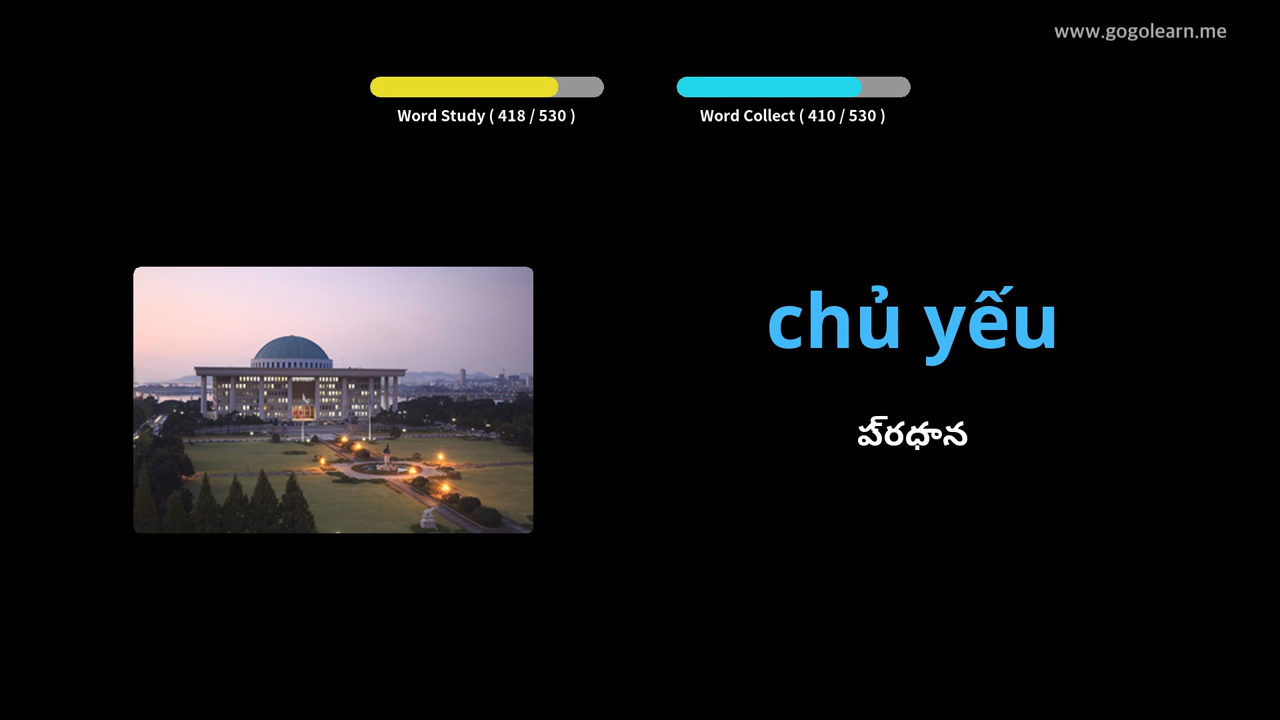 www.gogolearn.me
Word Study ( 418 / 530 )
Word Collect ( 410 / 530 )
chủ yếu
ప్రధాన